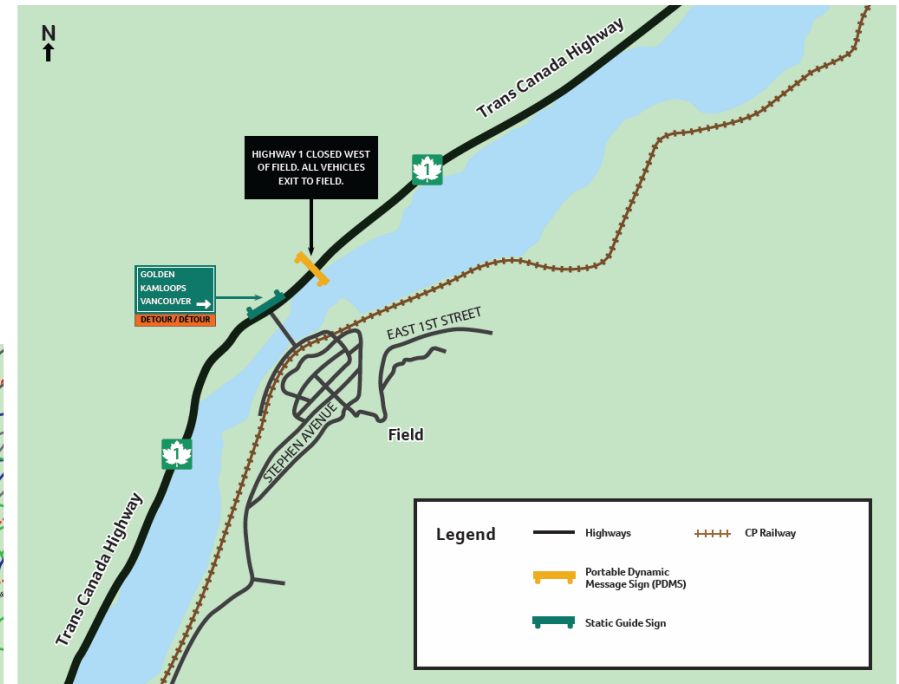 N
Trans Canada Highway
HIGHWAY 1 CLOSED WEST
OF FIELD. ALL VEHICLES
EXIT TO FIELD.
1
GOLDEN
KAMLOOPS
VANCOUVER
DETOUR / DÉTOUR
EAST 1ST STREET
STEPHEN AVENUE
Field
1
Trans Canada Highway
Legend
Highways
CP Railway
Portable Dynamic
Message Sign (PDMS)
Static Guide Sign